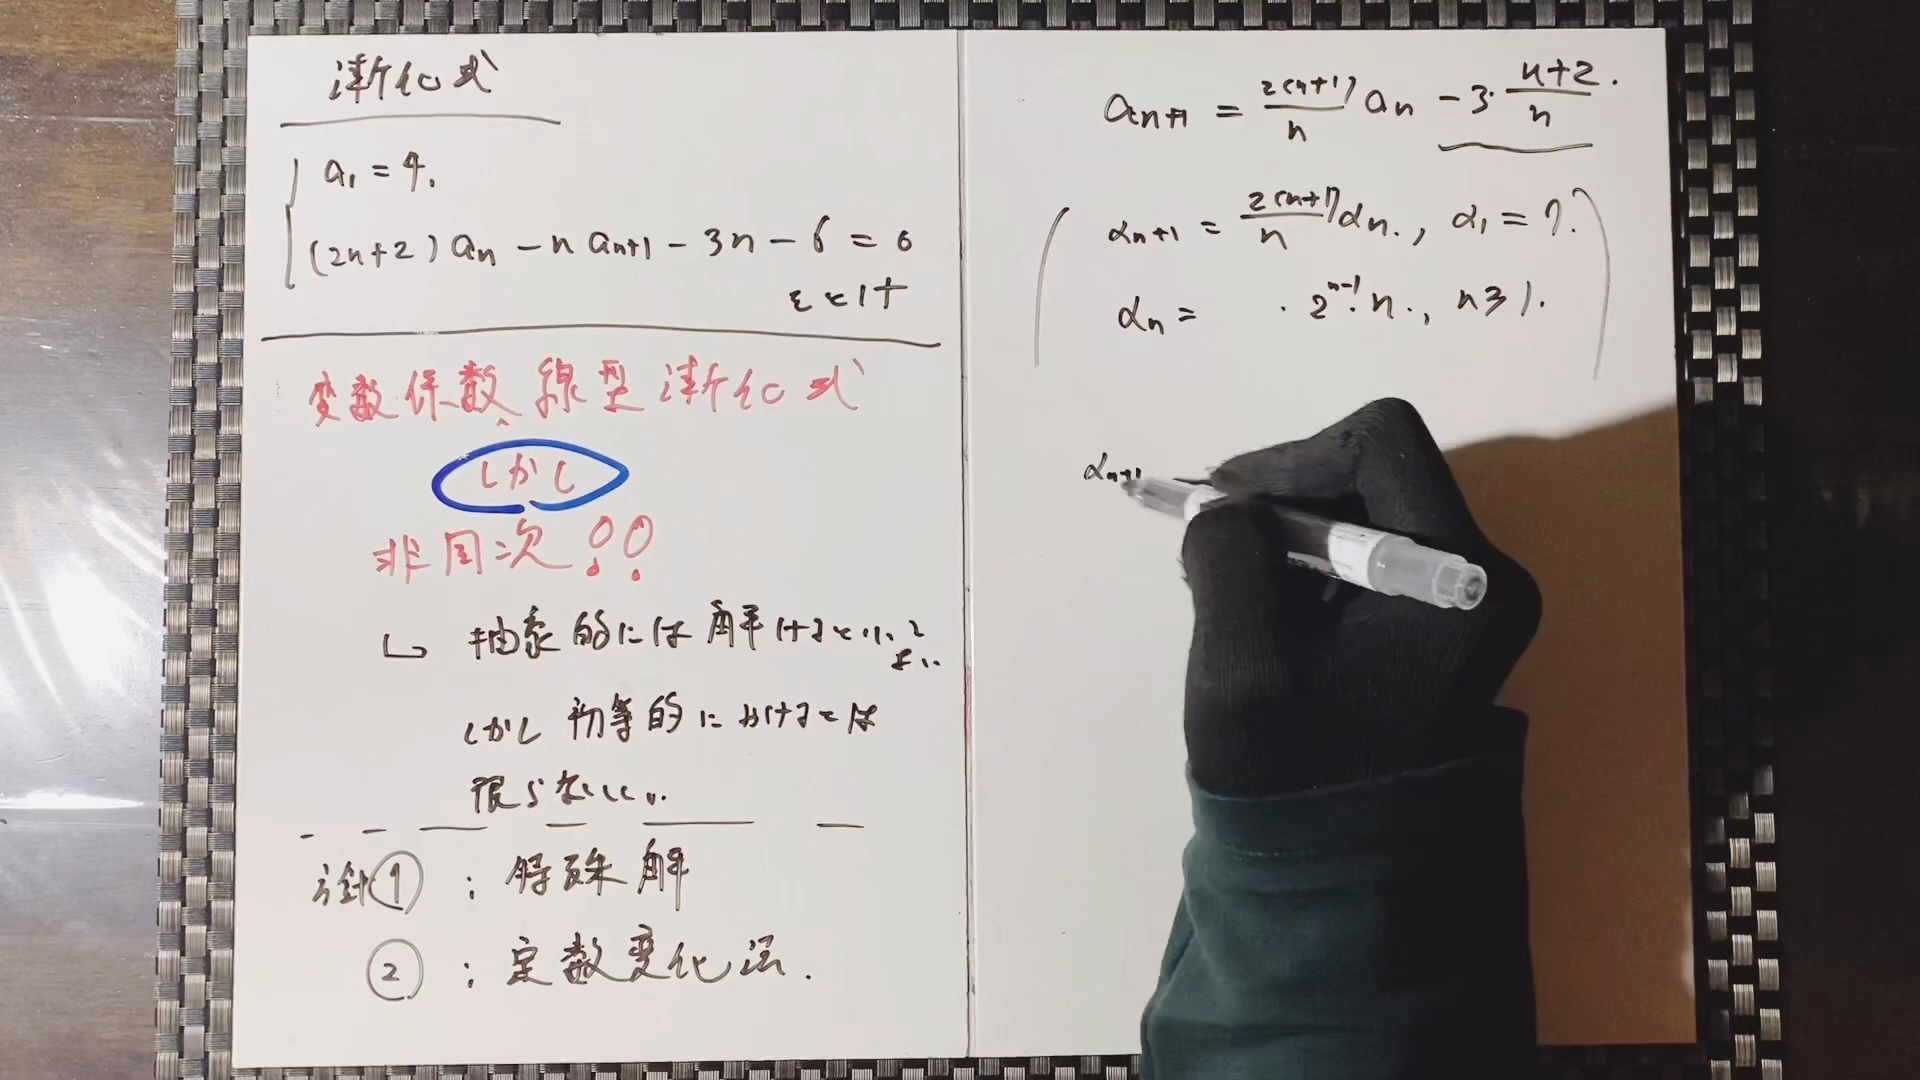 漸化式
a₁ = 4.
(2n+2)aₙ − n aₙ₊₁ − 3n − 6 = 0
をとけ
変数係数線型漸化式
しかし
非同次!!
↳ 抽象的には解けるといってよい..
しかし 初等的にとけるとは
限らない..
方針① : 特殊解
② : 定数変化法.
aₙ₊₁ = 2(n+1)/n aₙ − 3· (n+2)/n.
αₙ₊₁ = 2(n+1)/n αₙ., α₁ = ?.
αₙ = · 2ⁿ⁻¹· n., n≥1.
αₙ₊₁